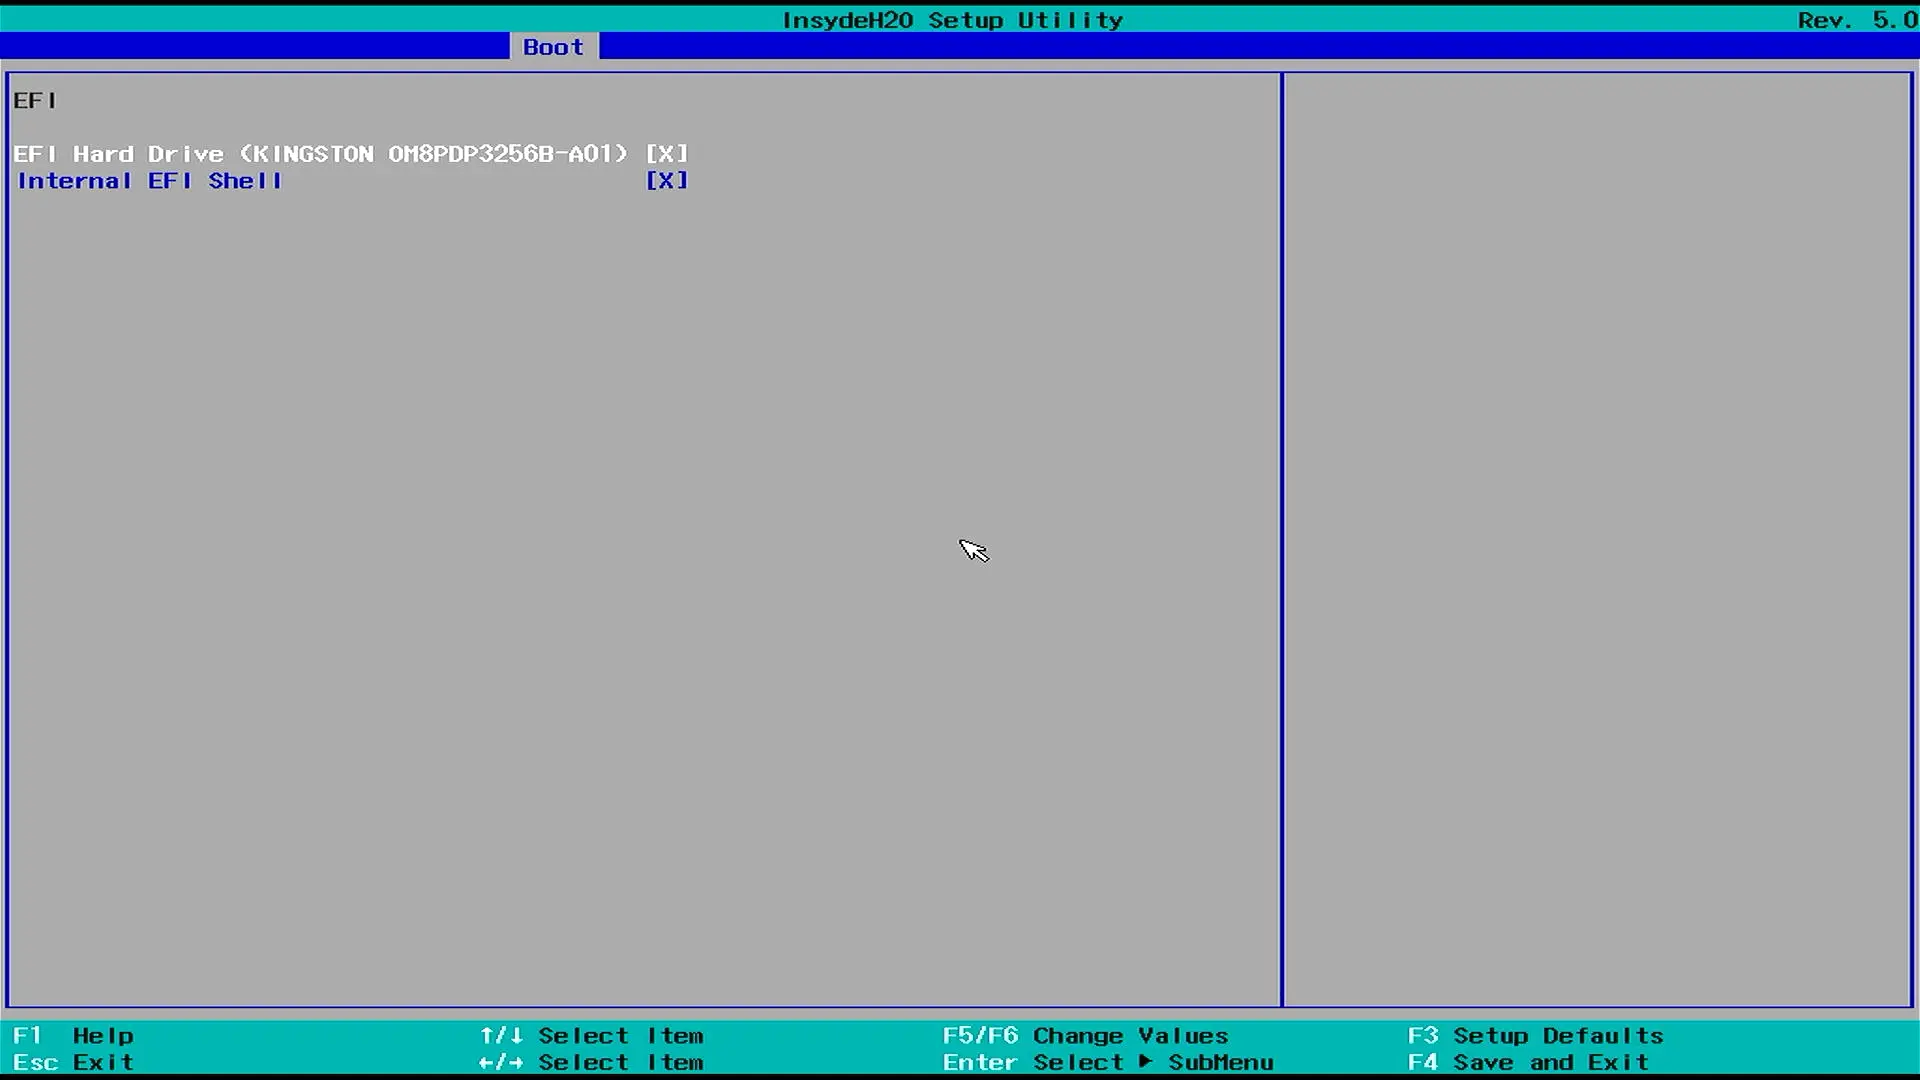 InsydeH20 Setup Utility Rev. 5.0
Boot
EFI
EFI Hard Drive (KINGSTON OM8PDP3256B-A01) [X]
Internal EFI Shell [X]
F1 Help ↑/↓ Select Item F5/F6 Change Values F3 Setup Defaults
Esc Exit ←/→ Select Item Enter Select ▶ SubMenu F4 Save and Exit